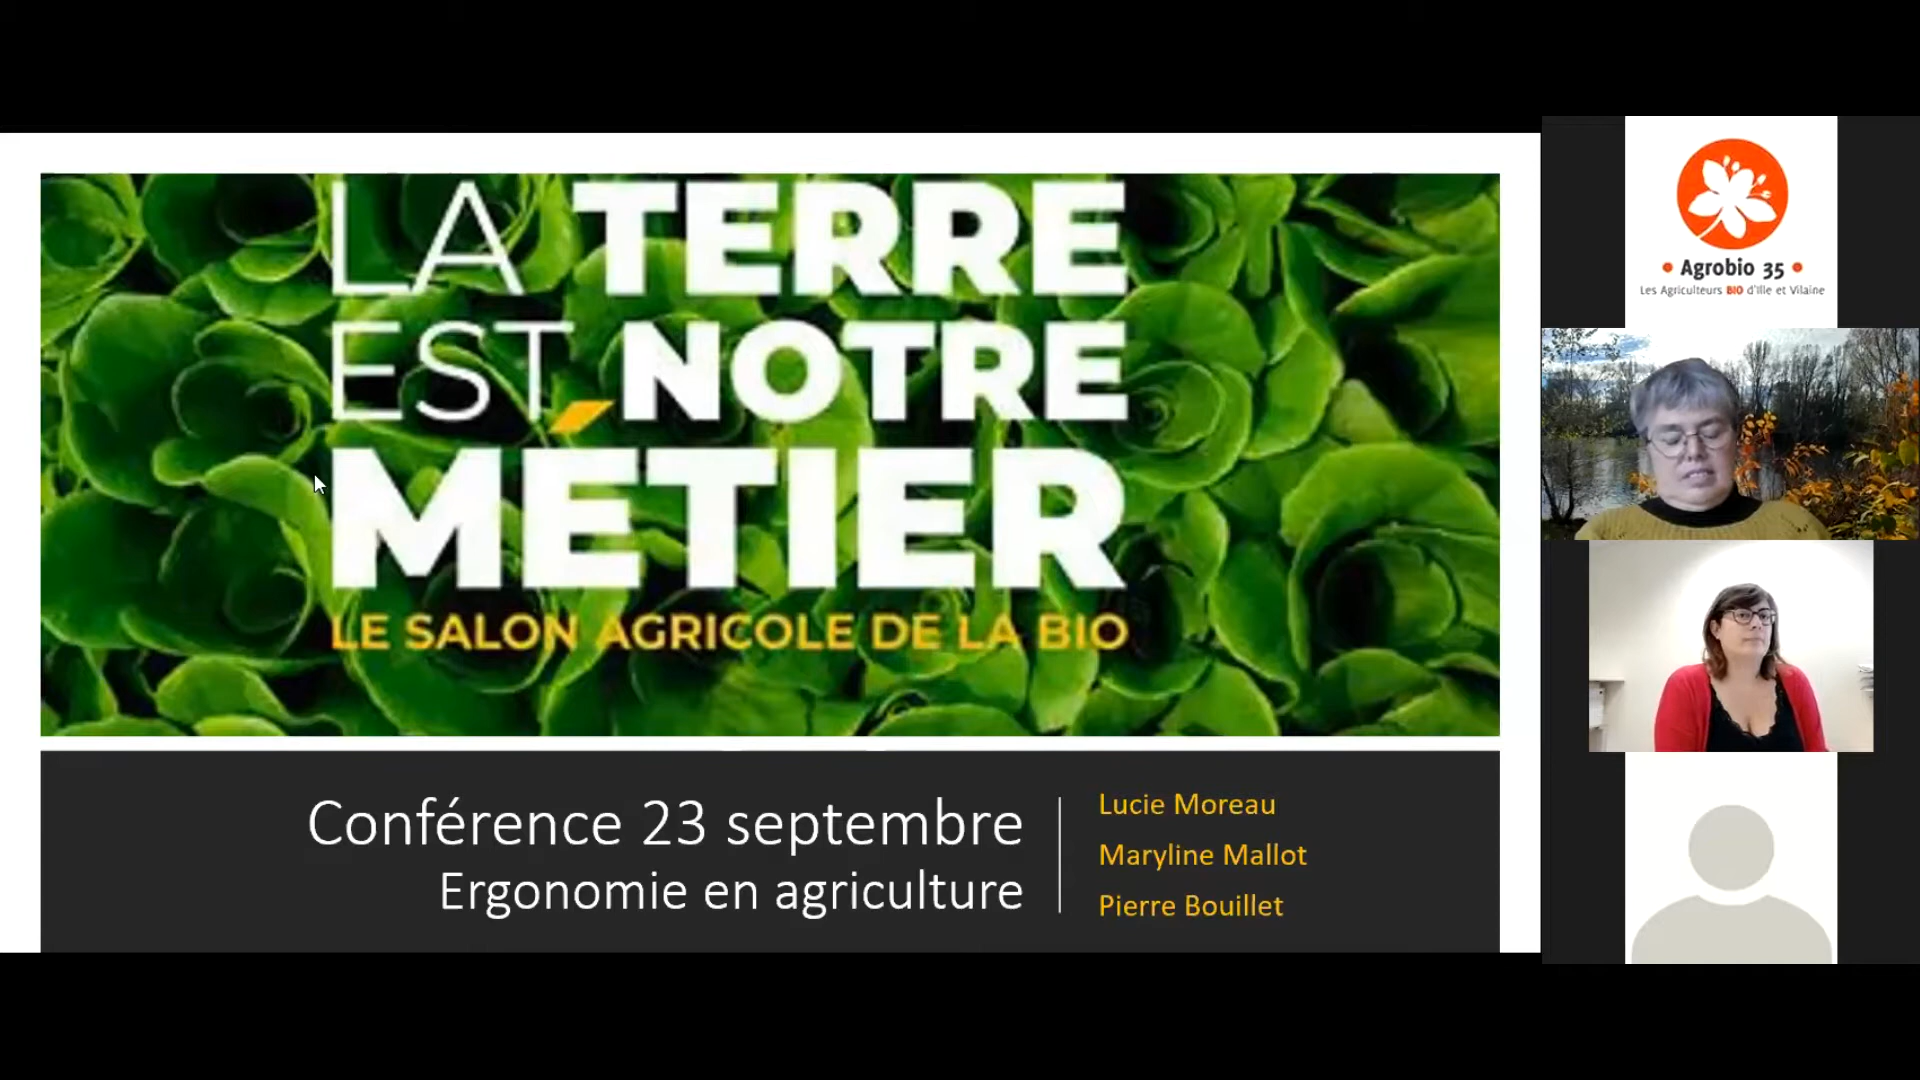 LA TERRE
EST NOTRE
MÉTIER
LE SALON AGRICOLE DE LA BIO
Conférence 23 septembre
Ergonomie en agriculture
Lucie Moreau
Maryline Mallot
Pierre Bouillet
• Agrobio 35 •
Les Agriculteurs BIO d'Ille et Vilaine